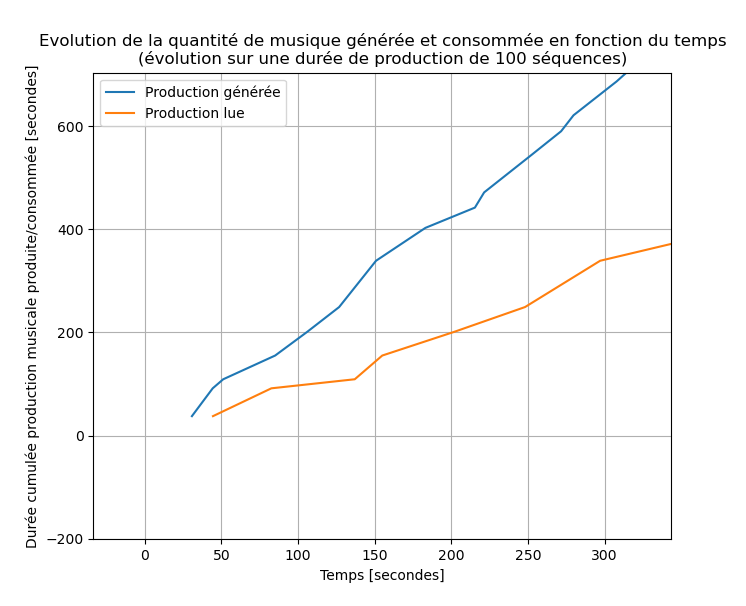 Evolution de la quantité de musique générée et consommée en fonction du temps
(évolution sur une durée de production de 100 séquences)
Durée cumulée production musicale produite/consommée [secondes]
Production générée
Production lue
600
400
200
0
−200
0
50
100
150
200
250
300
Temps [secondes]